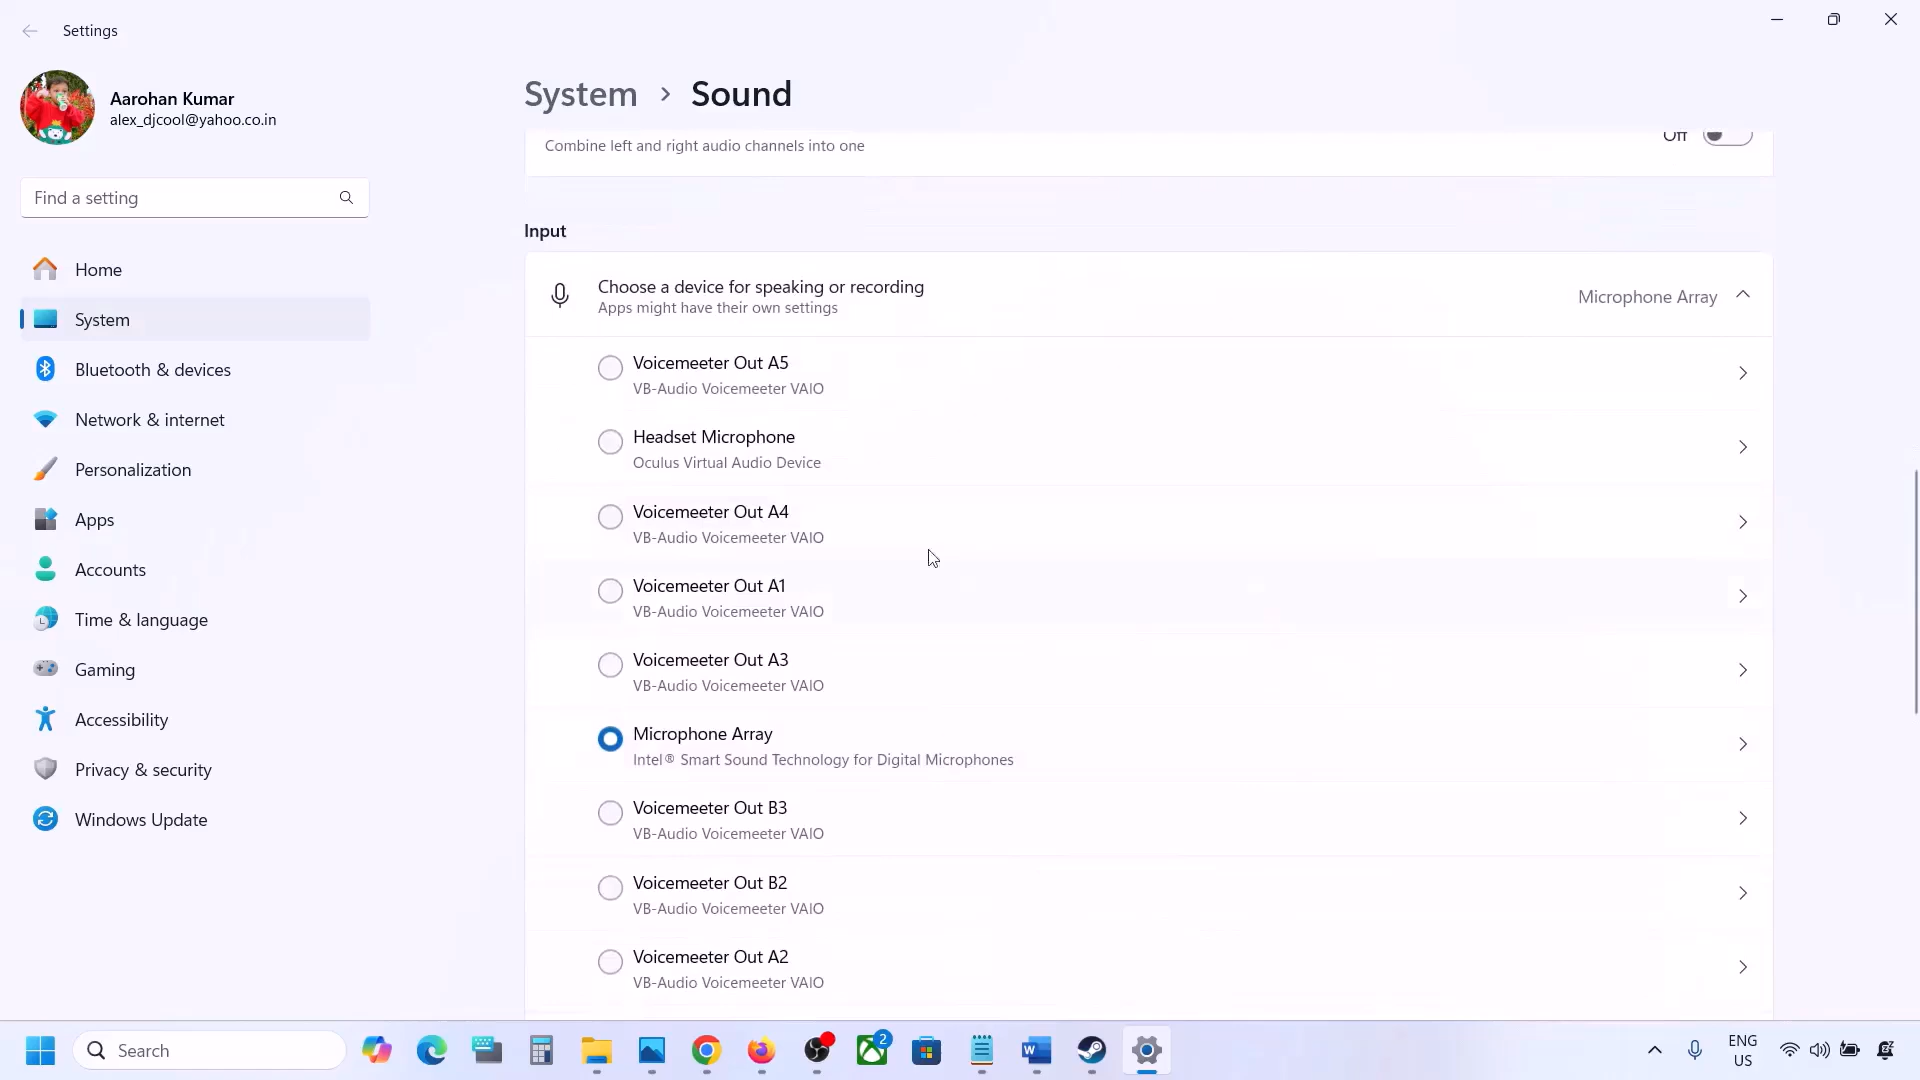 Settings
Aarohan Kumar
alex_djcool@yahoo.co.in
Find a setting
Home
System
Bluetooth & devices
Network & internet
Personalization
Apps
Accounts
Time & language
Gaming
Accessibility
Privacy & security
Windows Update
System > Sound
Combine left and right audio channels into one
Off
Input
Choose a device for speaking or recording
Apps might have their own settings
Microphone Array
Voicemeeter Out A5
VB-Audio Voicemeeter VAIO
Headset Microphone
Oculus Virtual Audio Device
Voicemeeter Out A4
VB-Audio Voicemeeter VAIO
Voicemeeter Out A1
VB-Audio Voicemeeter VAIO
Voicemeeter Out A3
VB-Audio Voicemeeter VAIO
Microphone Array
Intel® Smart Sound Technology for Digital Microphones
Voicemeeter Out B3
VB-Audio Voicemeeter VAIO
Voicemeeter Out B2
VB-Audio Voicemeeter VAIO
Voicemeeter Out A2
VB-Audio Voicemeeter VAIO
Search
2
ENG
US